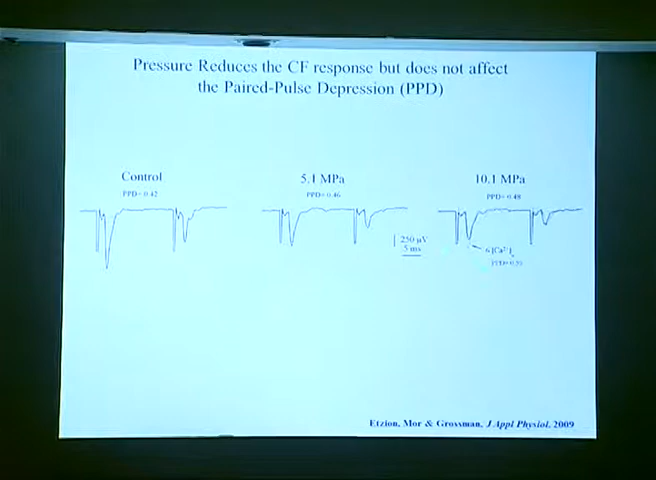 Pressure Reduces the CF response but does not affect
the Paired-Pulse Depression (PPD)
Control
PPD= 0.42
5.1 MPa
PPD= 0.46
10.1 MPa
PPD= 0.48
250 µV
5 ms
Etzion, Mor & Grossman, J Appl Physiol, 2009